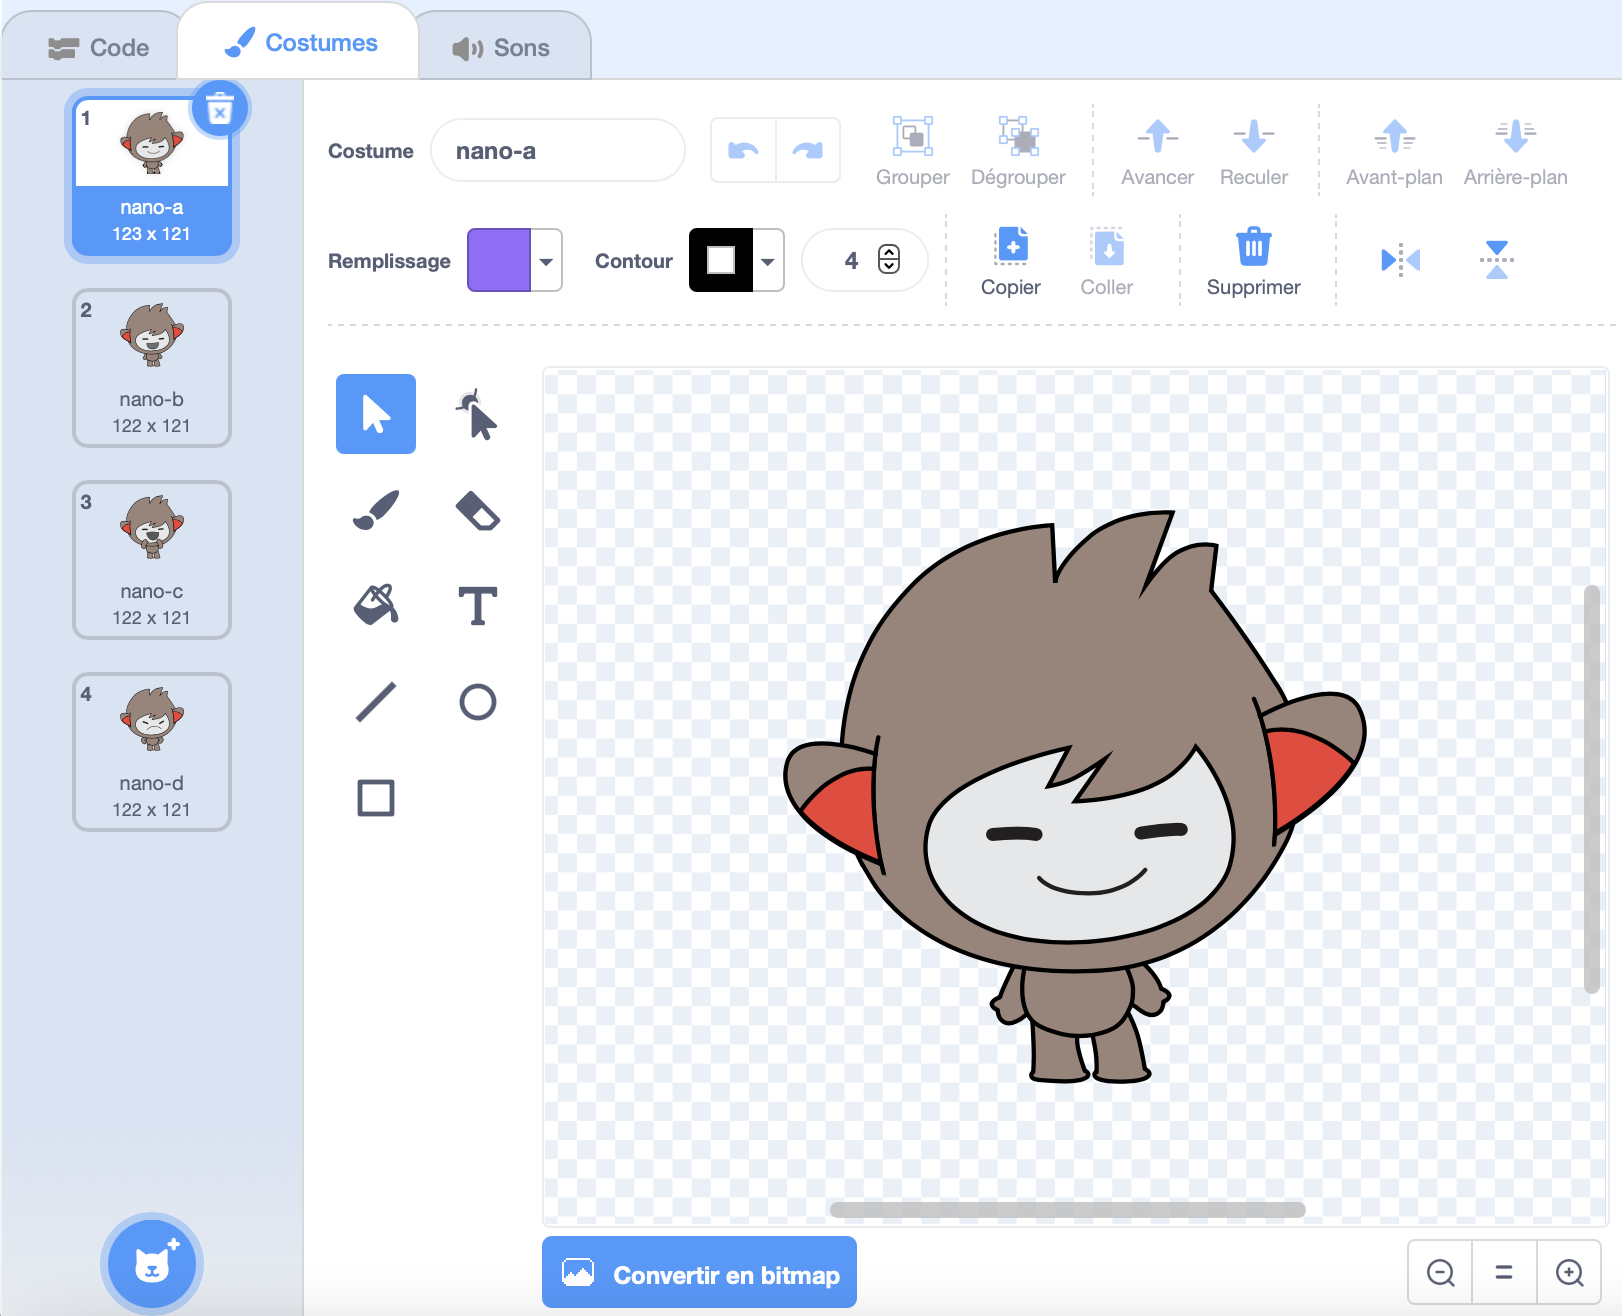 Code
Costumes
Sons
1
nano-a
123 x 121
2
nano-b
122 x 121
3
nano-c
122 x 121
4
nano-d
122 x 121
Costume
nano-a
Grouper
Dégrouper
Avancer
Reculer
Avant-plan
Arrière-plan
Remplissage
Contour
4
Copier
Coller
Supprimer
T
Convertir en bitmap